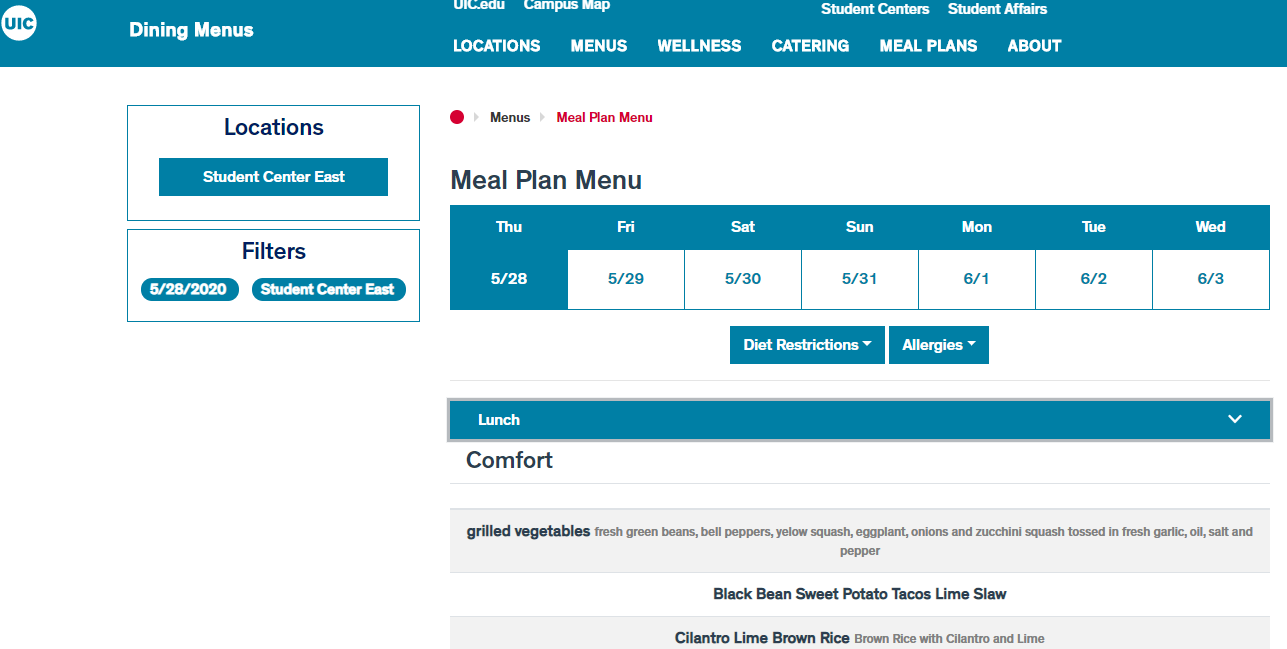 UIC
Dining Menus
UIC.edu Campus Map
Student Centers Student Affairs
LOCATIONS MENUS WELLNESS CATERING MEAL PLANS ABOUT
Locations
Student Center East
Filters
5/28/2020 Student Center East
Menus Meal Plan Menu
Meal Plan Menu
Thu Fri Sat Sun Mon Tue Wed
5/28 5/29 5/30 5/31 6/1 6/2 6/3
Diet Restrictions Allergies
Lunch
Comfort
grilled vegetables fresh green beans, bell peppers, yelow squash, eggplant, onions and zucchini squash tossed in fresh garlic, oil, salt and
pepper
Black Bean Sweet Potato Tacos Lime Slaw
Cilantro Lime Brown Rice Brown Rice with Cilantro and Lime